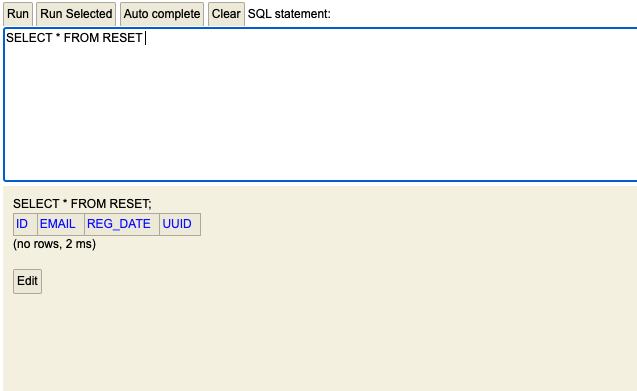 Run Run Selected Auto complete Clear SQL statement:
SELECT * FROM RESET
SELECT * FROM RESET;
ID EMAIL REG_DATE UUID
(no rows, 2 ms)
Edit